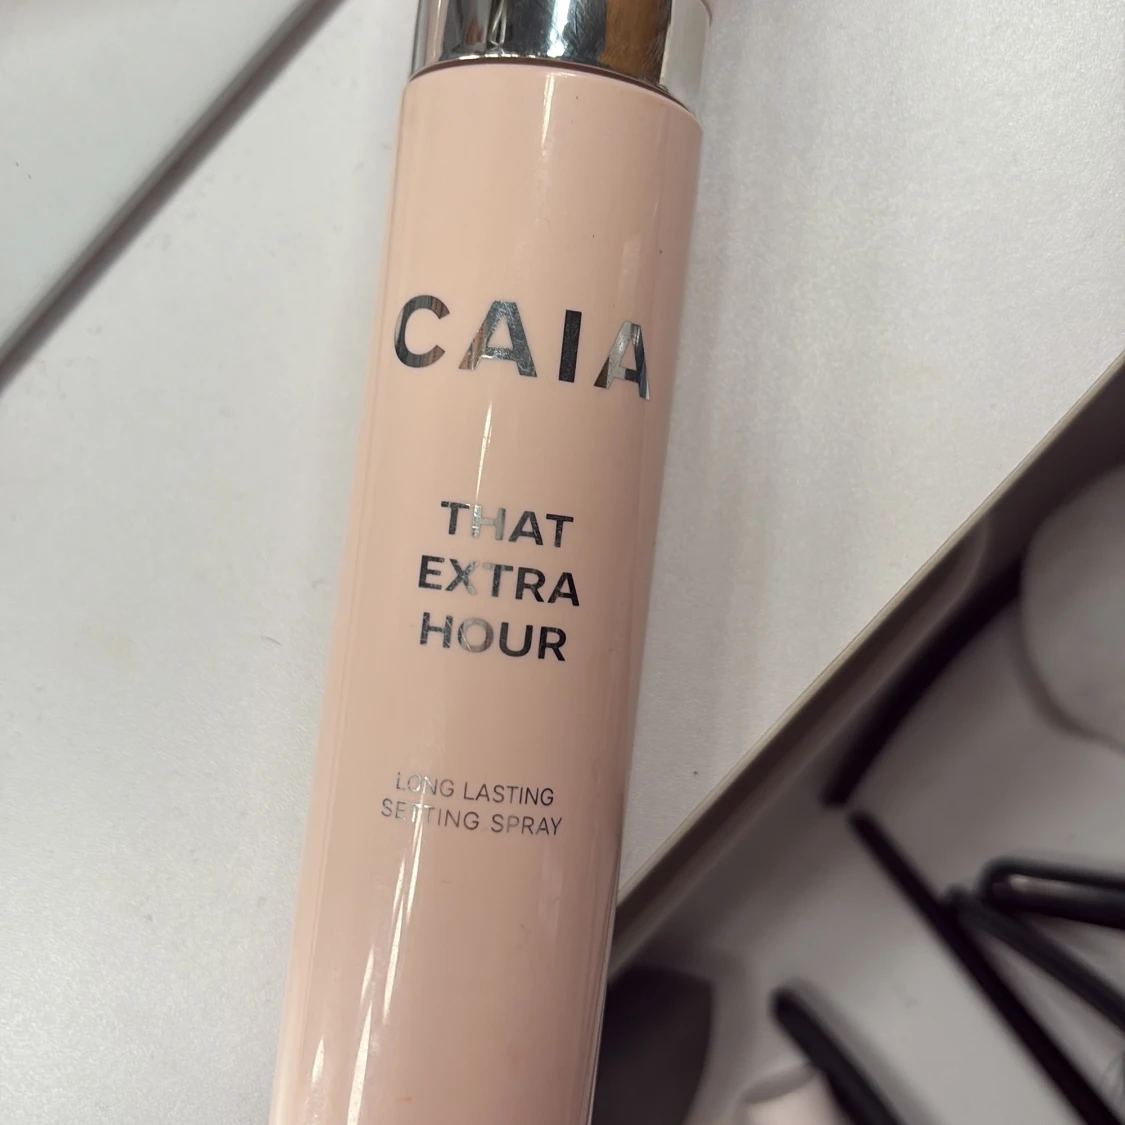 CAIA
THAT
EXTRA
HOUR
LONG LASTING
SETTING SPRAY